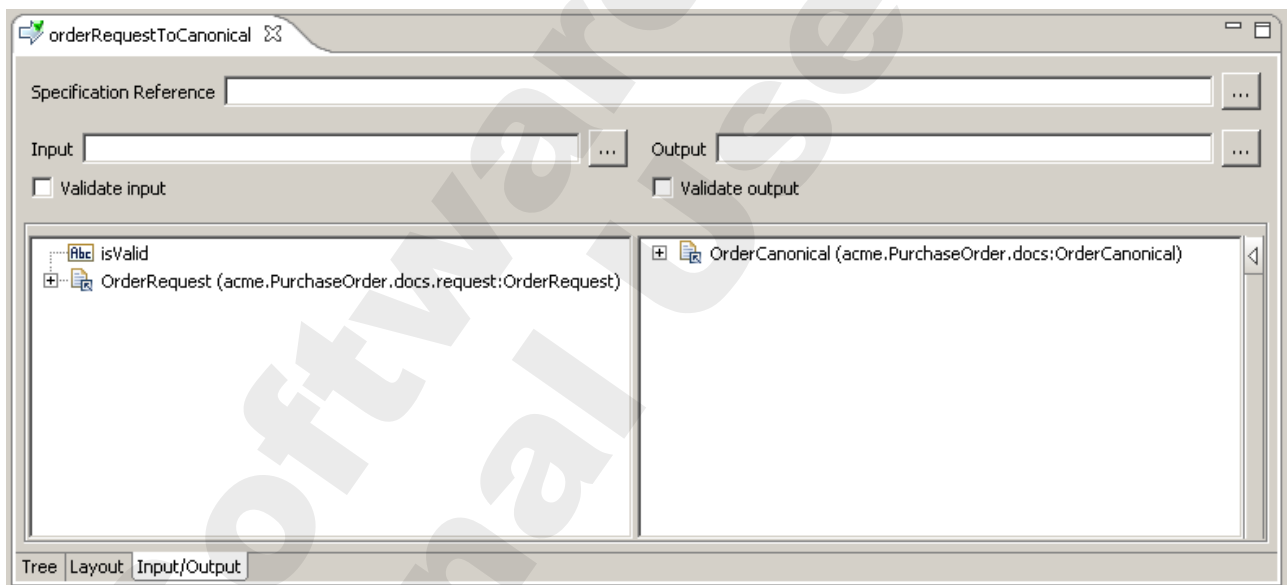 orderRequestToCanonical
Specification Reference ...
Input ... Output ...
Validate input Validate output
Abc isValid
OrderRequest (acme.PurchaseOrder.docs.request:OrderRequest)
OrderCanonical (acme.PurchaseOrder.docs:OrderCanonical)
Tree Layout Input/Output